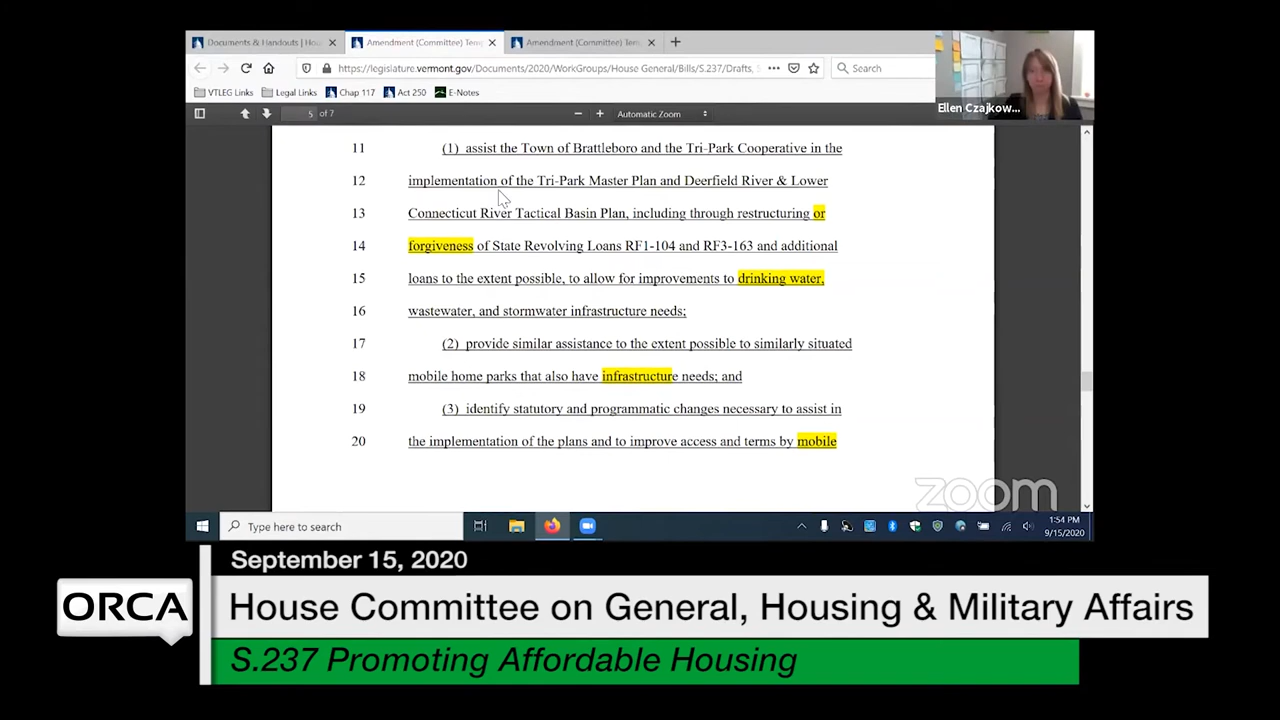 Documents & Handouts | Hou
Amendment (Committee) Tem
Amendment (Committee) Tem
https://legislature.vermont.gov/Documents/2020/WorkGroups/House General/Bills/S.237/Drafts,
Search
VTLEG Links
Legal Links
Chap 117
Act 250
E-Notes
5 of 7
Automatic Zoom
Ellen Czajkow...
11 (1) assist the Town of Brattleboro and the Tri-Park Cooperative in the
12 implementation of the Tri-Park Master Plan and Deerfield River & Lower
13 Connecticut River Tactical Basin Plan, including through restructuring or
14 forgiveness of State Revolving Loans RF1-104 and RF3-163 and additional
15 loans to the extent possible, to allow for improvements to drinking water,
16 wastewater, and stormwater infrastructure needs;
17 (2) provide similar assistance to the extent possible to similarly situated
18 mobile home parks that also have infrastructure needs; and
19 (3) identify statutory and programmatic changes necessary to assist in
20 the implementation of the plans and to improve access and terms by mobile
zoom
Type here to search
1:54 PM
9/15/2020
September 15, 2020
ORCA
House Committee on General, Housing & Military Affairs
S.237 Promoting Affordable Housing